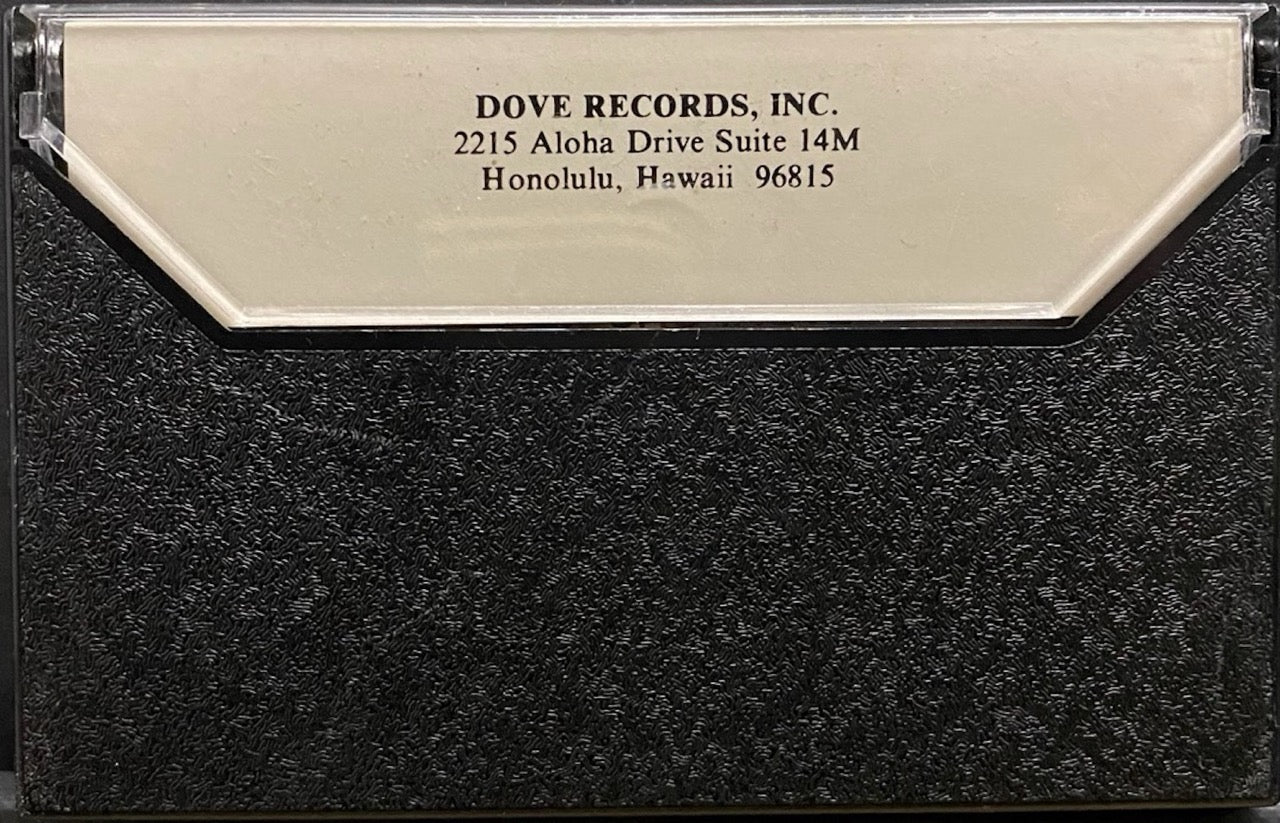 DOVE RECORDS, INC.
2215 Aloha Drive Suite 14M
Honolulu, Hawaii 96815